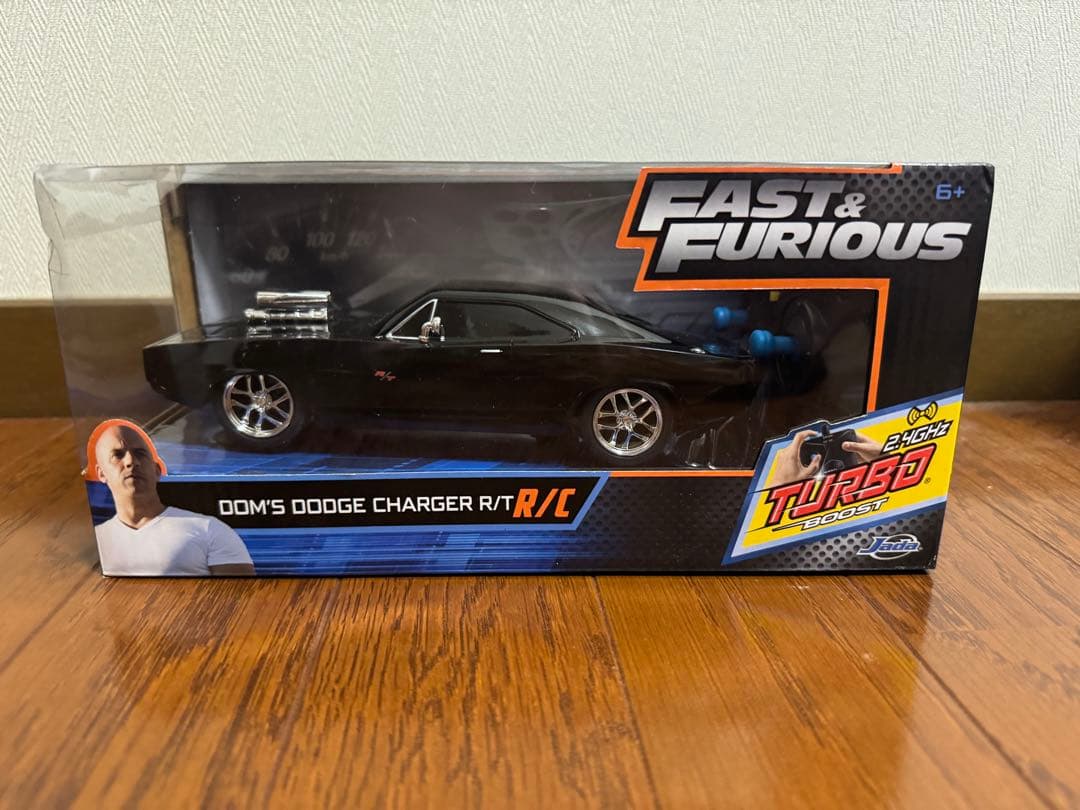 FAST &
FURIOUS
6+
80 100 120
R/T
DOM'S DODGE CHARGER R/T R/C
2.4GHz
TURBO®
BOOST
Jada